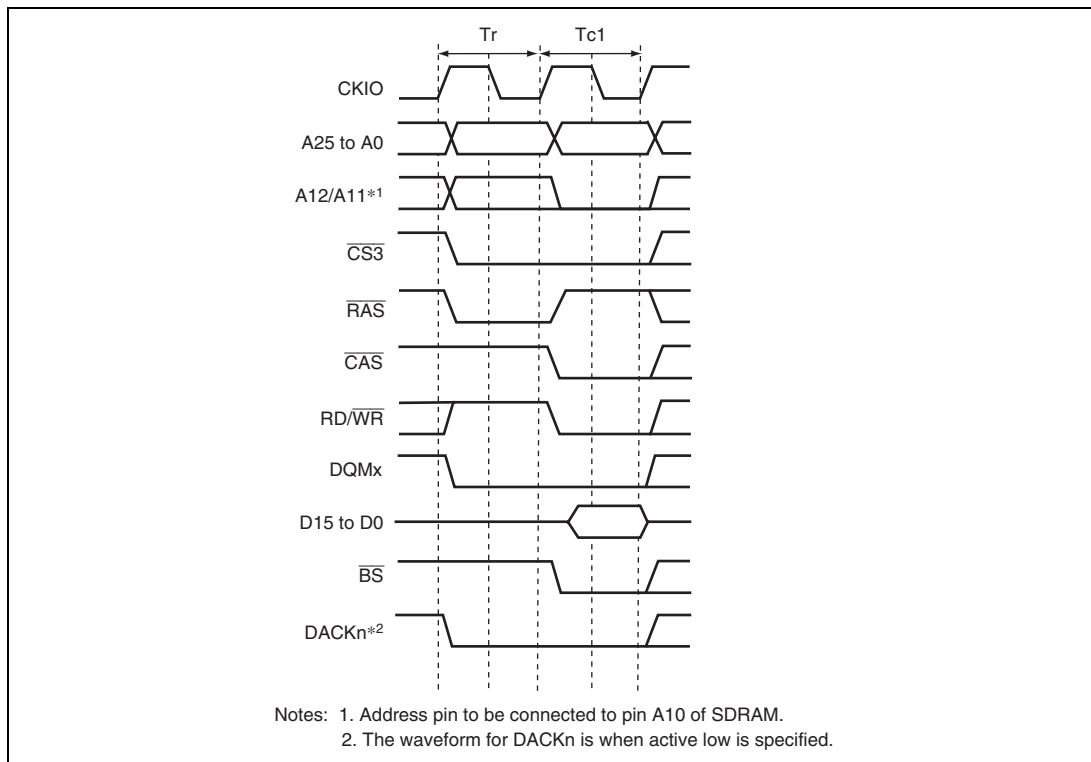 Tr Tc1
CKIO
A25 to A0
A12/A11*1
CS3
RAS
CAS
RD/WR
DQMx
D15 to D0
BS
DACKn*2
Notes: 1. Address pin to be connected to pin A10 of SDRAM.
2. The waveform for DACKn is when active low is specified.